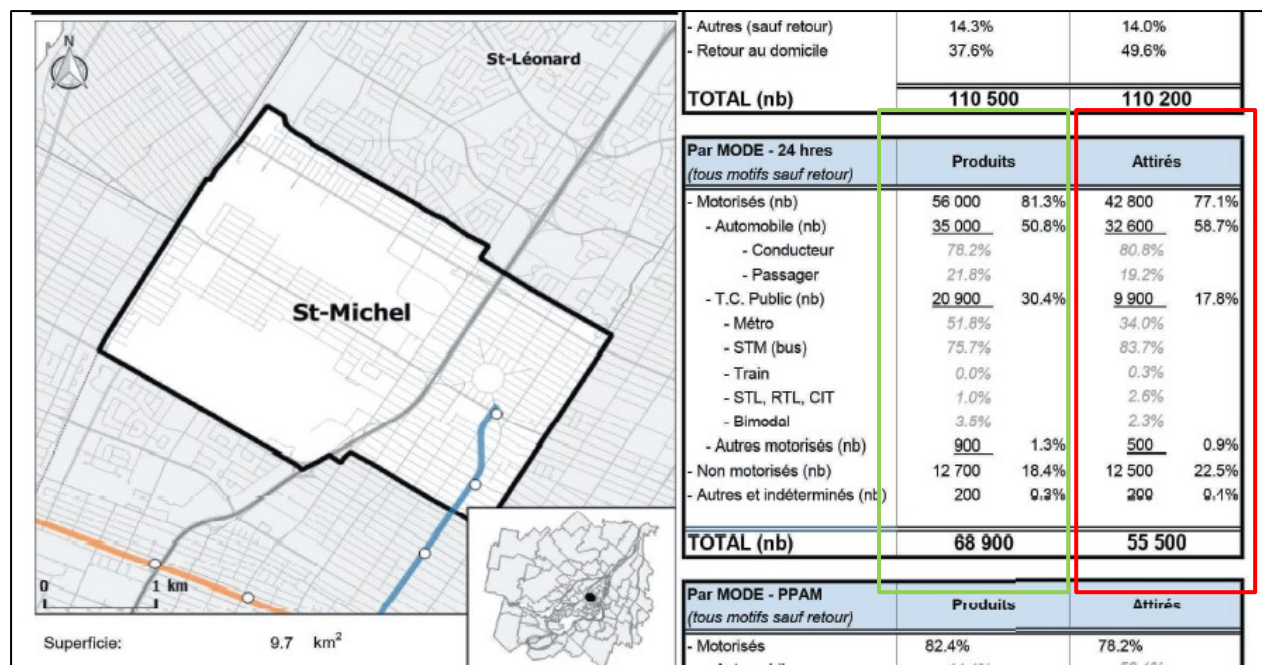 N
St-Léonard
St-Michel
0 1 km
Superficie: 9.7 km²
- Autres (sauf retour) 14.3% 14.0%
- Retour au domicile 37.6% 49.6%
TOTAL (nb) 110 500 110 200
Par MODE - 24 hres Produits Attirés
(tous motifs sauf retour)
- Motorisés (nb) 56 000 81.3% 42 800 77.1%
- Automobile (nb) 35 000 50.8% 32 600 58.7%
- Conducteur 78.2% 80.8%
- Passager 21.8% 19.2%
- T.C. Public (nb) 20 900 30.4% 9 900 17.8%
- Métro 51.8% 34.0%
- STM (bus) 75.7% 83.7%
- Train 0.0% 0.3%
- STL, RTL, CIT 1.0% 2.6%
- Bimodal 3.5% 2.3%
- Autres motorisés (nb) 900 1.3% 500 0.9%
- Non motorisés (nb) 12 700 18.4% 12 500 22.5%
- Autres et indéterminés (nb) 200 0.3% 200 0.1%
TOTAL (nb) 68 900 55 500
Par MODE - PPAM Produits Attirés
(tous motifs sauf retour)
- Motorisés 82.4% 78.2%